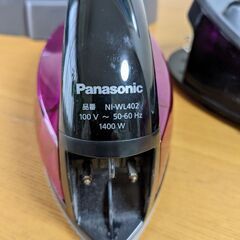 Panasonic
品番 NI-WL402
100 V ～ 50-60 Hz
1400 W